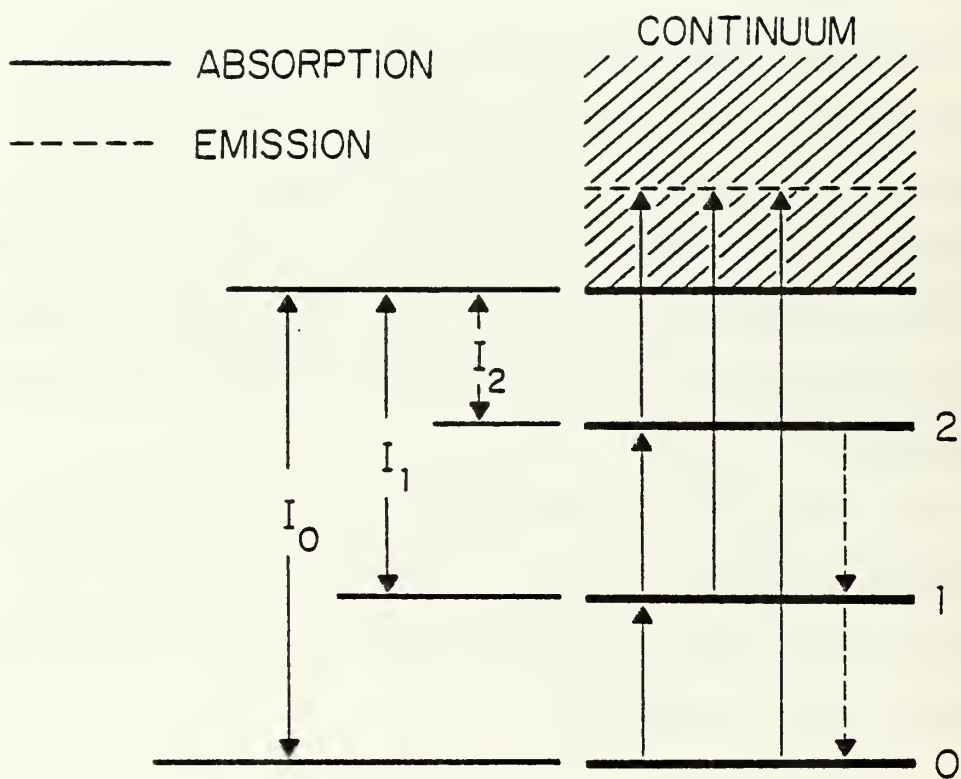 CONTINUUM
ABSORPTION
EMISSION
I₂
2
I₁
I₀
1
0